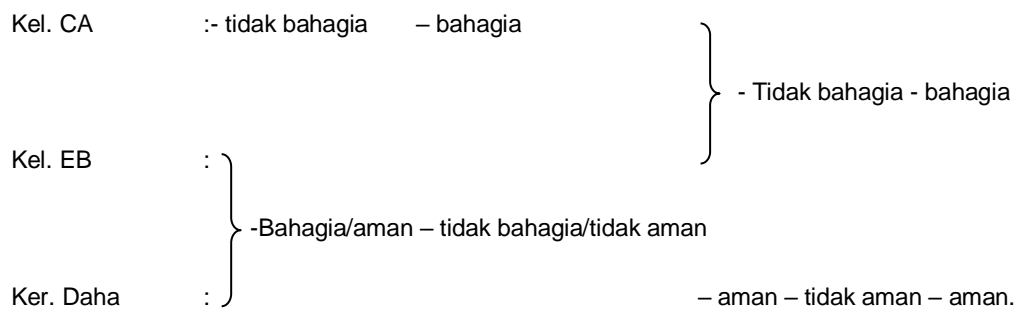 Kel. CA :- tidak bahagia – bahagia
- Tidak bahagia - bahagia
Kel. EB :
-Bahagia/aman – tidak bahagia/tidak aman
Ker. Daha : – aman – tidak aman – aman.